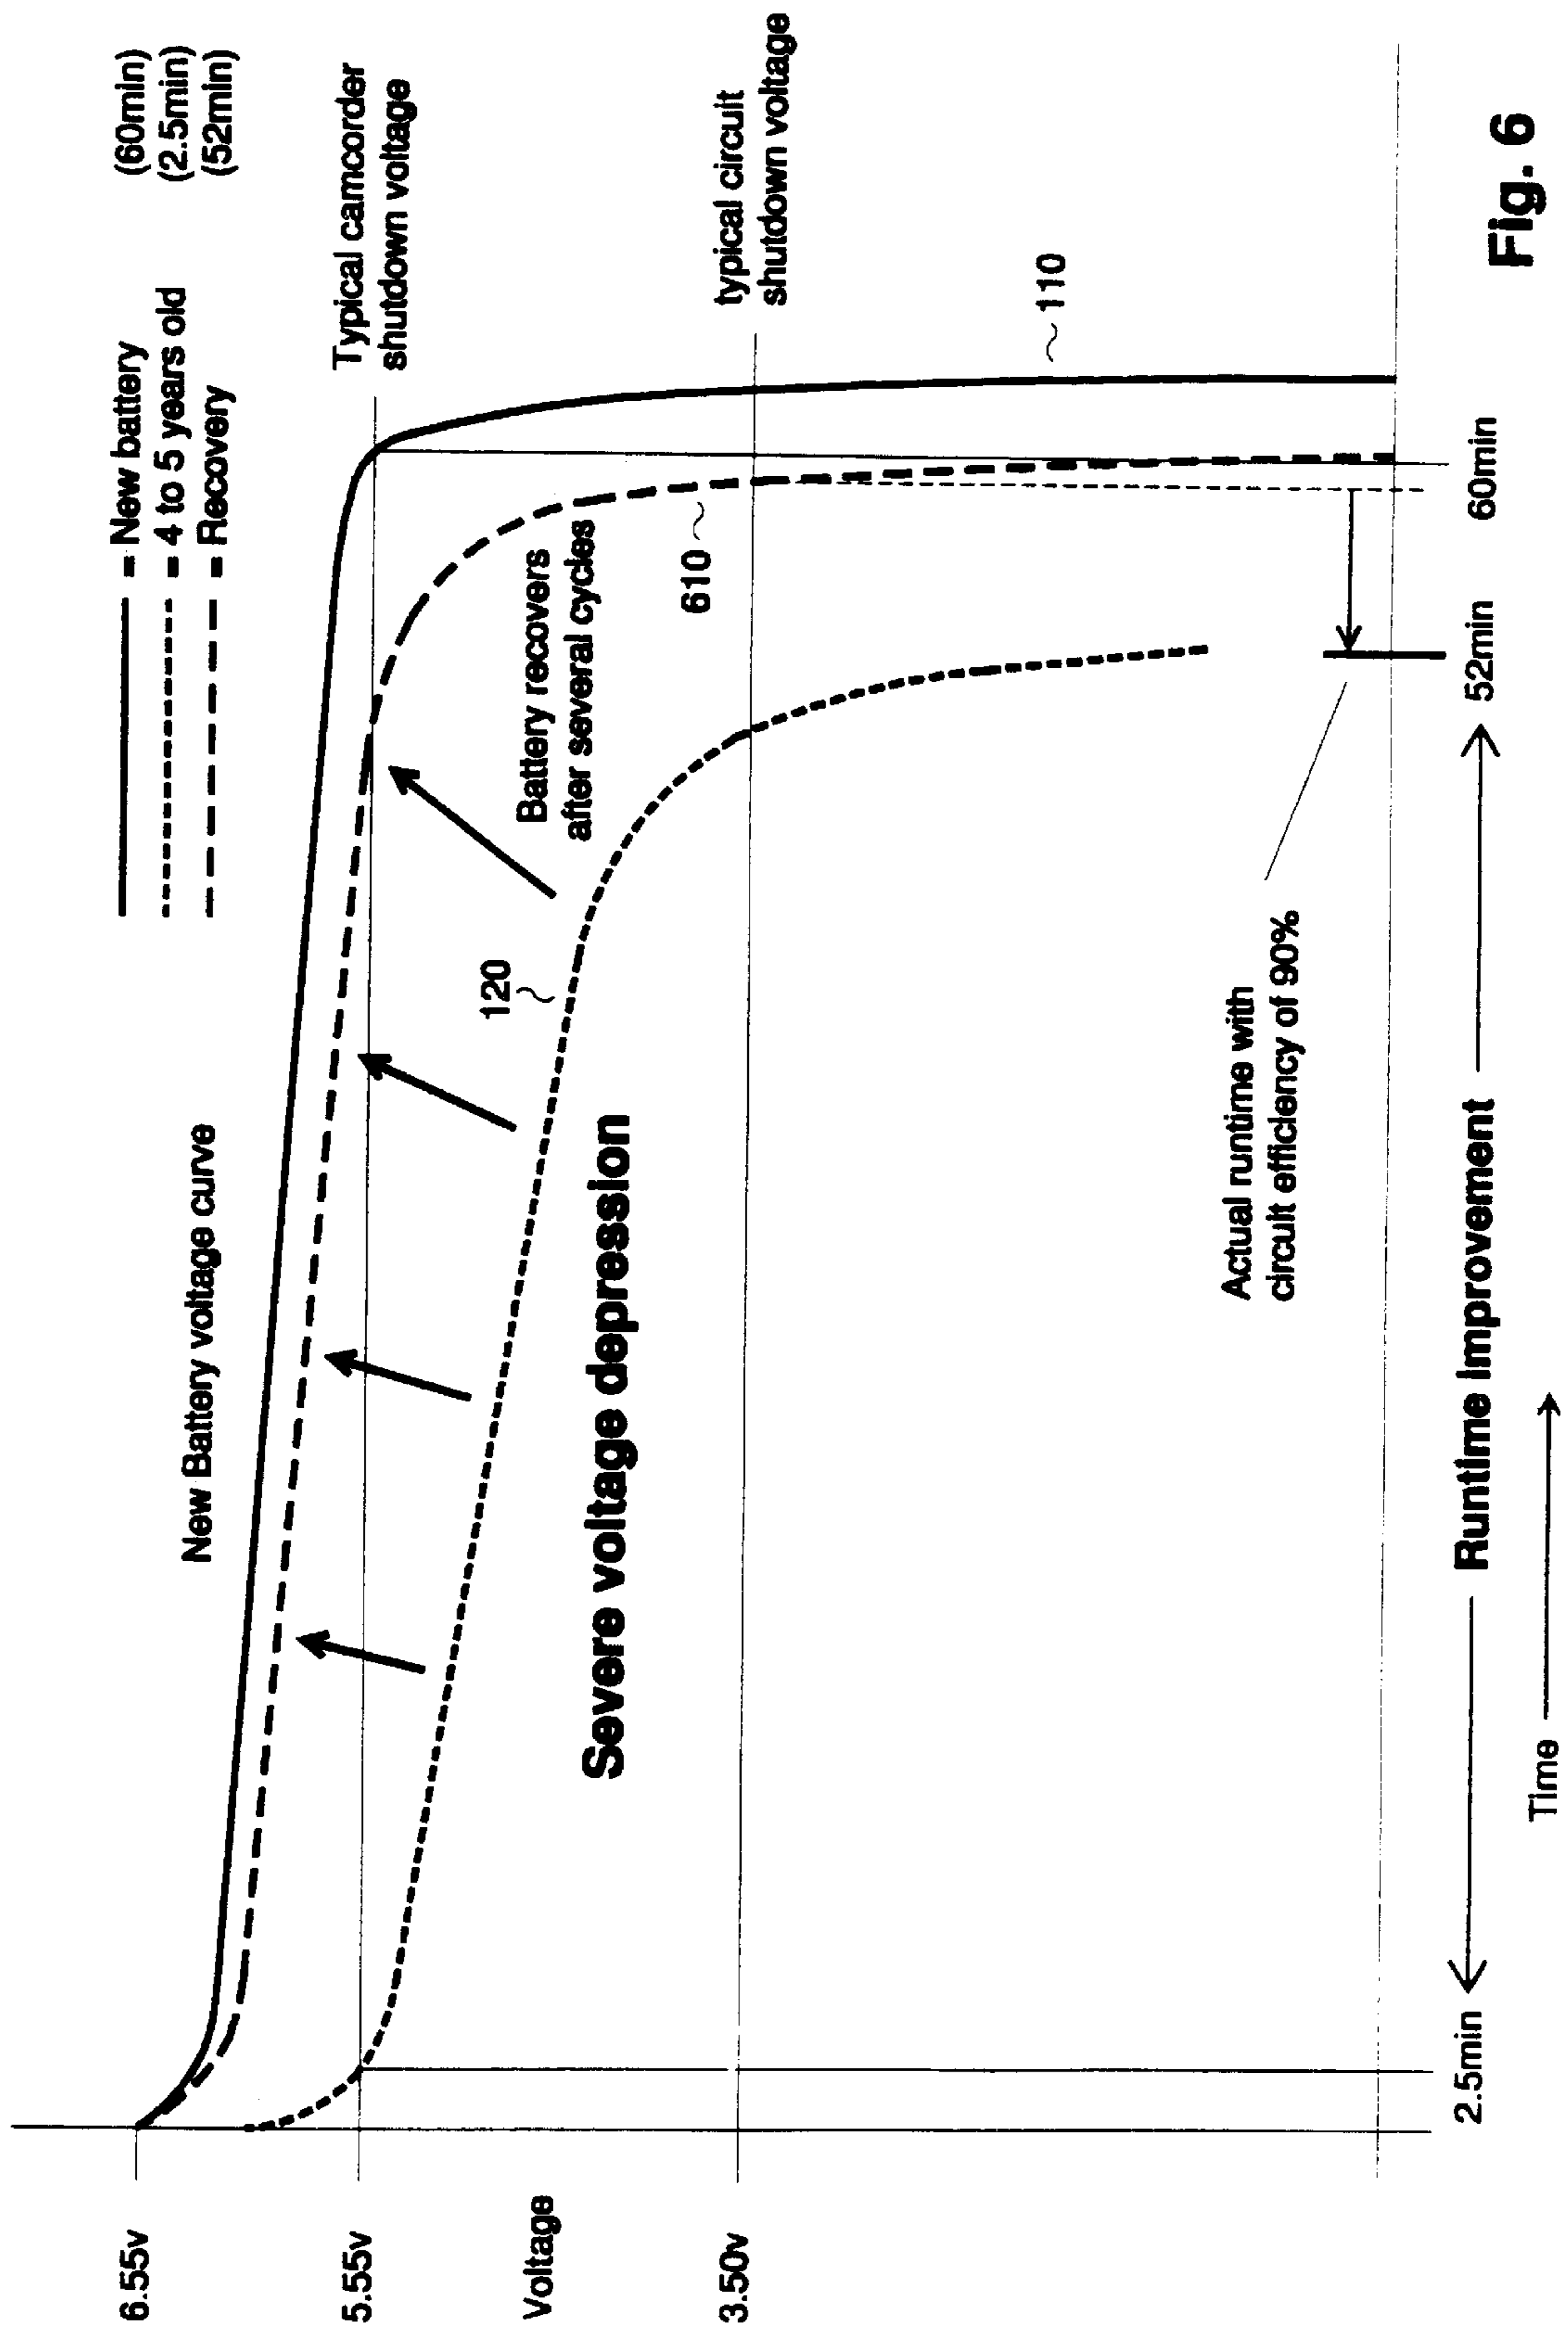 New battery (60min)
4 to 5 years old (2.5min)
Recovery (52min)
New Battery voltage curve
Typical camcorder
shutdown voltage
6.55v
5.55v
Voltage
3.50v
120
Battery recovers
after several cycles
Severe voltage depression
610
typical circuit
shutdown voltage
110
Actual runtime with
circuit efficiency of 90%
2.5min
Runtime improvement
52min
60min
Time
Fig. 6